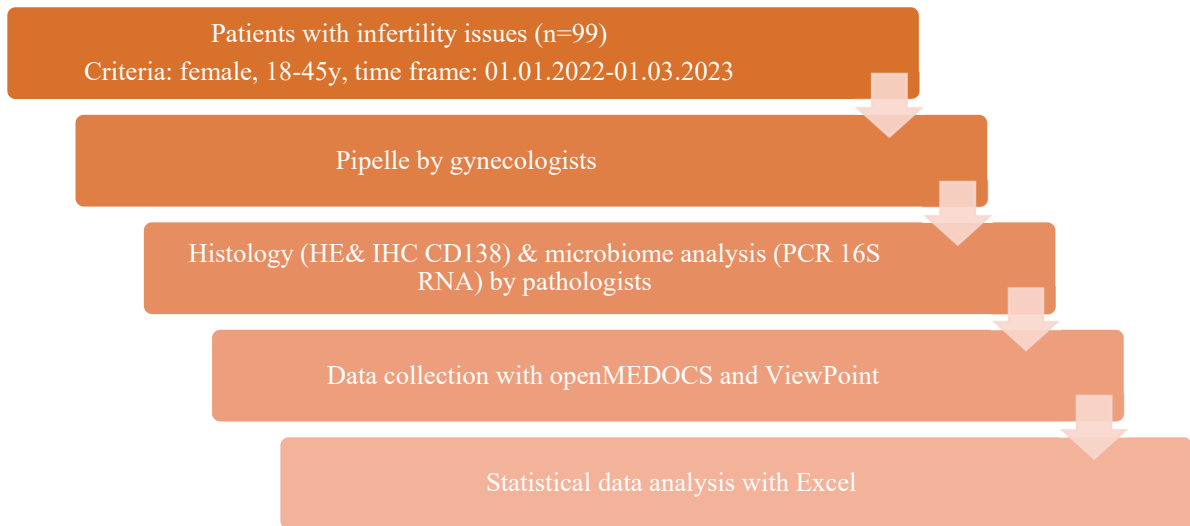 Patients with infertility issues (n=99)
Criteria: female, 18-45y, time frame: 01.01.2022-01.03.2023
Pipelle by gynecologists
Histology (HE& IHC CD138) & microbiome analysis (PCR 16S
RNA) by pathologists
Data collection with openMEDOCS and ViewPoint
Statistical data analysis with Excel